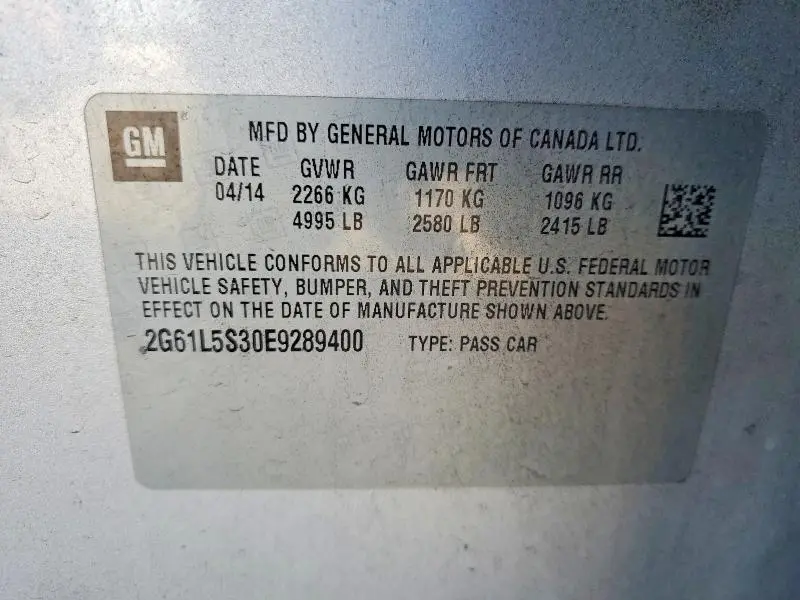 GM
MFD BY GENERAL MOTORS OF CANADA LTD.
DATE GVWR GAWR FRT GAWR RR
04/14 2266 KG 1170 KG 1096 KG
4995 LB 2580 LB 2415 LB
THIS VEHICLE CONFORMS TO ALL APPLICABLE U.S. FEDERAL MOTOR
VEHICLE SAFETY, BUMPER, AND THEFT PREVENTION STANDARDS IN
EFFECT ON THE DATE OF MANUFACTURE SHOWN ABOVE.
2G61L5S30E9289400 TYPE: PASS CAR